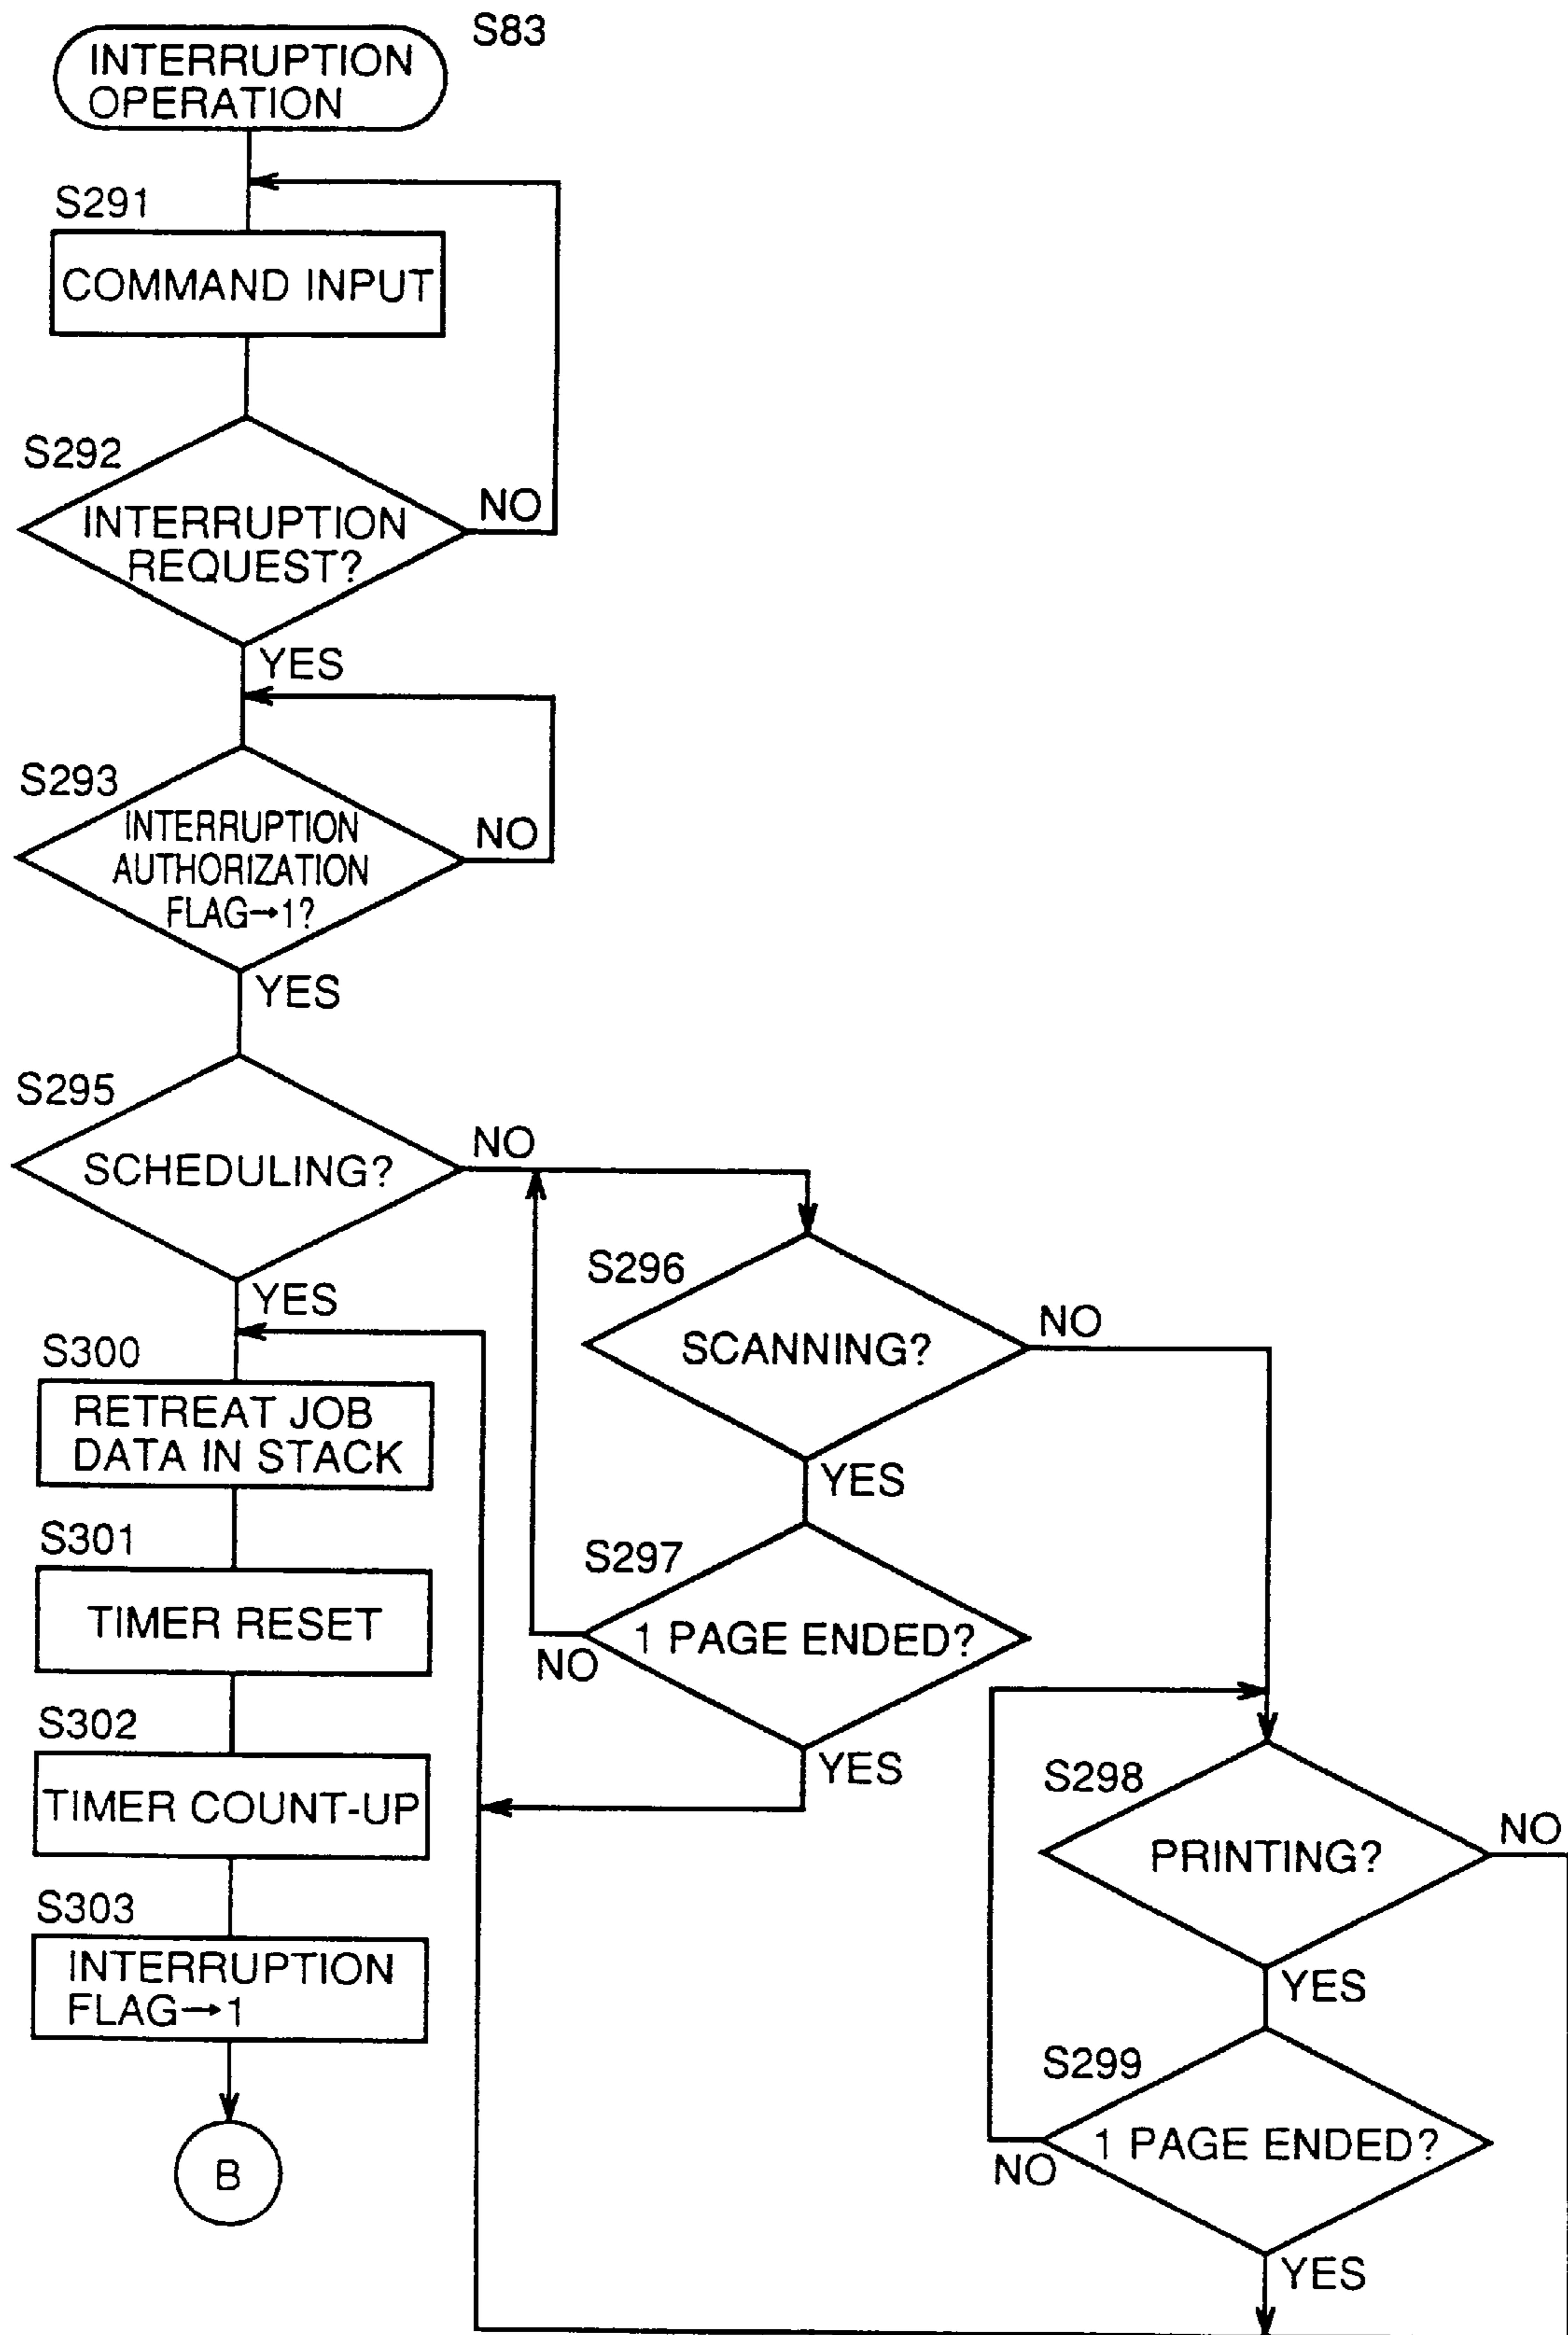 S83
INTERRUPTION
OPERATION
S291
COMMAND INPUT
S292
INTERRUPTION
REQUEST?
NO
YES
S293
INTERRUPTION
AUTHORIZATION
FLAG→1?
NO
YES
S295
SCHEDULING?
NO
YES
S296
SCANNING?
NO
YES
S297
1 PAGE ENDED?
NO
YES
S298
PRINTING?
NO
YES
S299
1 PAGE ENDED?
NO
YES
S300
RETREAT JOB
DATA IN STACK
S301
TIMER RESET
S302
TIMER COUNT-UP
S303
INTERRUPTION
FLAG→1
B